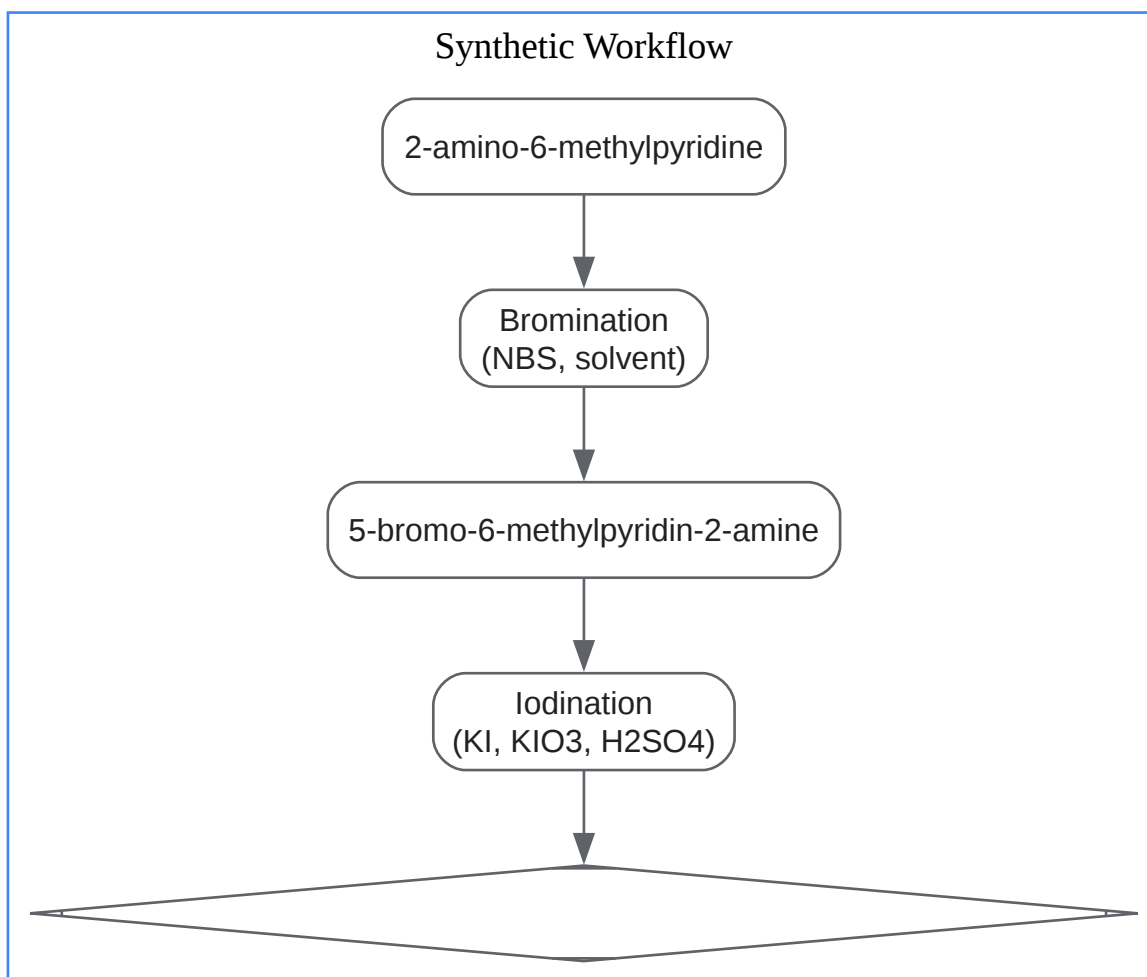 Synthetic Workflow
2-amino-6-methylpyridine
Bromination
(NBS, solvent)
5-bromo-6-methylpyridin-2-amine
Iodination
(KI, KIO3, H2SO4)